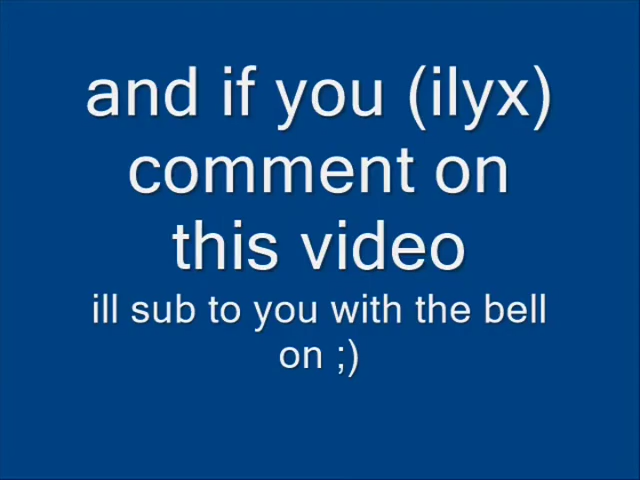 and if you (ilyx)
comment on
this video
ill sub to you with the bell
on ;)